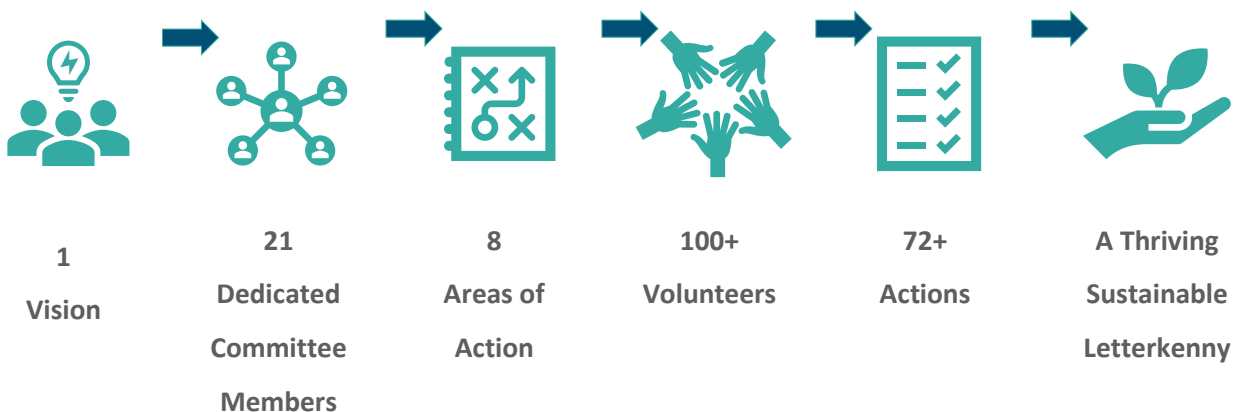 1
Vision
21
Dedicated
Committee
Members
8
Areas of
Action
100+
Volunteers
72+
Actions
A Thriving
Sustainable
Letterkenny